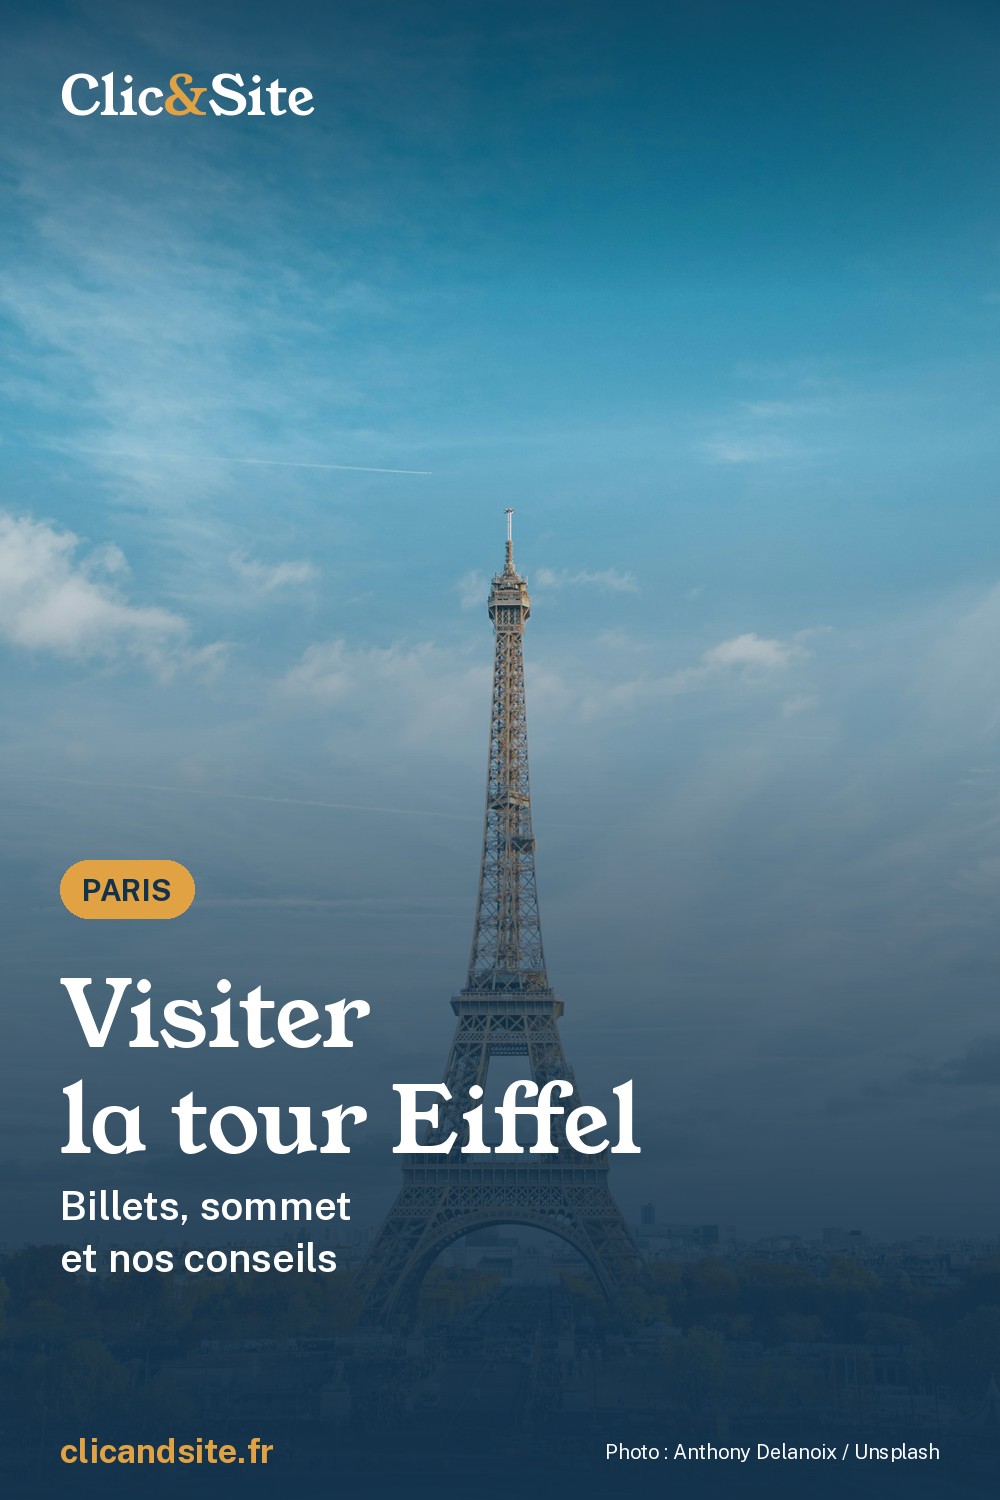 Clic&Site
PARIS
Visiter
la tour Eiffel
Billets, sommet
et nos conseils
clicandsite.fr
Photo : Anthony Delanoix / Unsplash